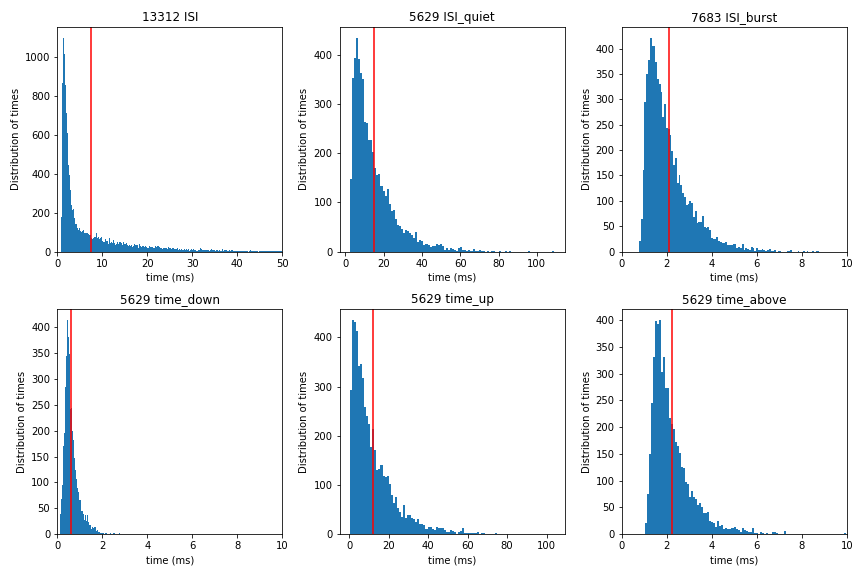 13312 ISI
Distribution of times
1000
800
600
400
200
0
0 10 20 30 40 50
time (ms)
5629 ISI_quiet
Distribution of times
400
300
200
100
0
0 20 40 60 80 100
time (ms)
7683 ISI_burst
Distribution of times
400
350
300
250
200
150
100
50
0
0 2 4 6 8 10
time (ms)
5629 time_down
Distribution of times
400
350
300
250
200
150
100
50
0
0 2 4 6 8 10
time (ms)
5629 time_up
Distribution of times
400
300
200
100
0
0 20 40 60 80 100
time (ms)
5629 time_above
Distribution of times
400
350
300
250
200
150
100
50
0
0 2 4 6 8 10
time (ms)